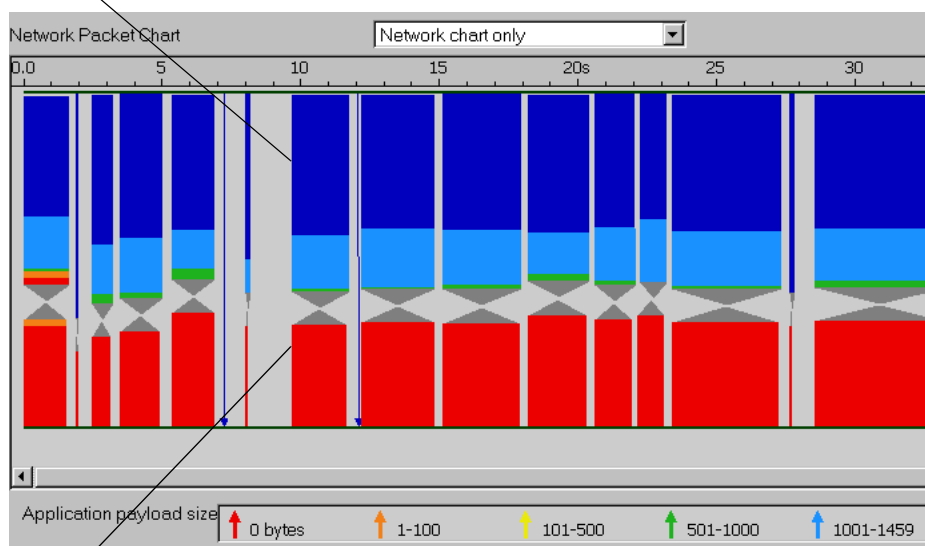 Network Packet Chart
Network chart only
0.0 5 10 15 20s 25 30
Application payload size
0 bytes 1-100 101-500 501-1000 1001-1459